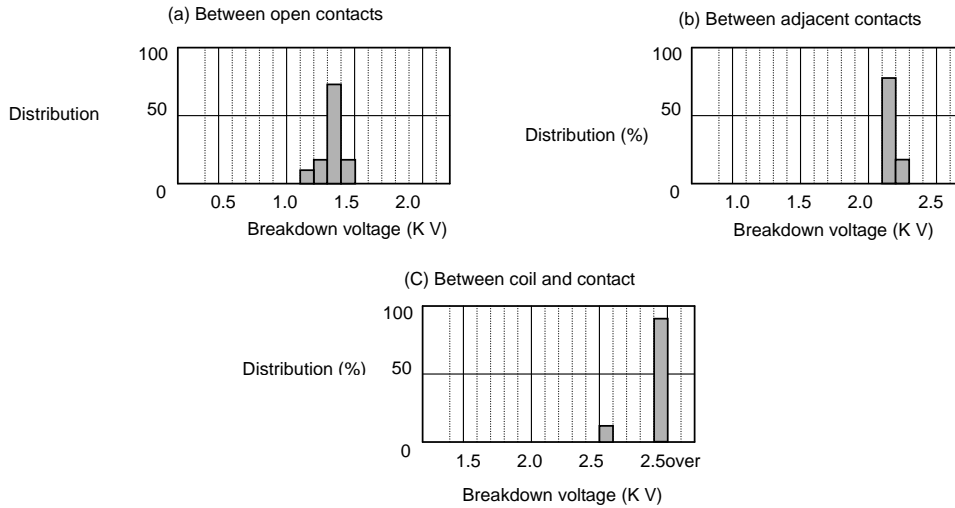 (a) Between open contacts
100
50
0
Distribution
0.5 1.0 1.5 2.0
Breakdown voltage (K V)
(b) Between adjacent contacts
100
50
0
Distribution (%)
1.0 1.5 2.0 2.5
Breakdown voltage (K V)
(C) Between coil and contact
100
50
0
Distribution (%)
1.5 2.0 2.5 2.5over
Breakdown voltage (K V)